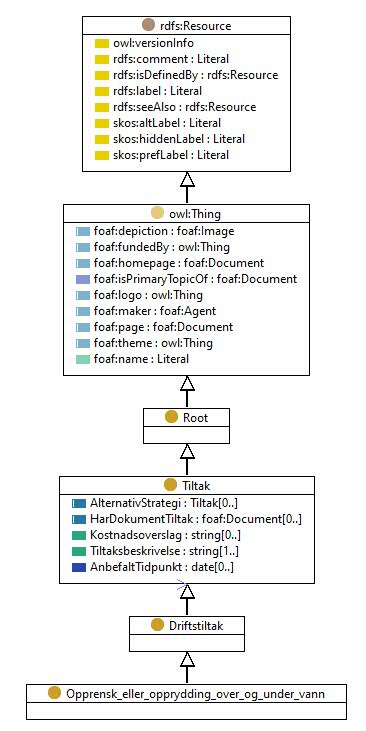 rdfs:Resource
owl:versionInfo
rdfs:comment : Literal
rdfs:isDefinedBy : rdfs:Resource
rdfs:label : Literal
rdfs:seeAlso : rdfs:Resource
skos:altLabel : Literal
skos:hiddenLabel : Literal
skos:prefLabel : Literal
owl:Thing
foaf:depiction : foaf:Image
foaf:fundedBy : owl:Thing
foaf:homepage : foaf:Document
foaf:isPrimaryTopicOf : foaf:Document
foaf:logo : owl:Thing
foaf:maker : foaf:Agent
foaf:page : foaf:Document
foaf:theme : owl:Thing
foaf:name : Literal
Root
Tiltak
AlternativStrategi : Tiltak[0..]
HarDokumentTiltak : foaf:Document[0..]
Kostnadsoverslag : string[0..]
Tiltaksbeskrivelse : string[1..]
AnbefaltTidpunkt : date[0..]
Driftstiltak
Opprensk_eller_opprydding_over_og_under_vann